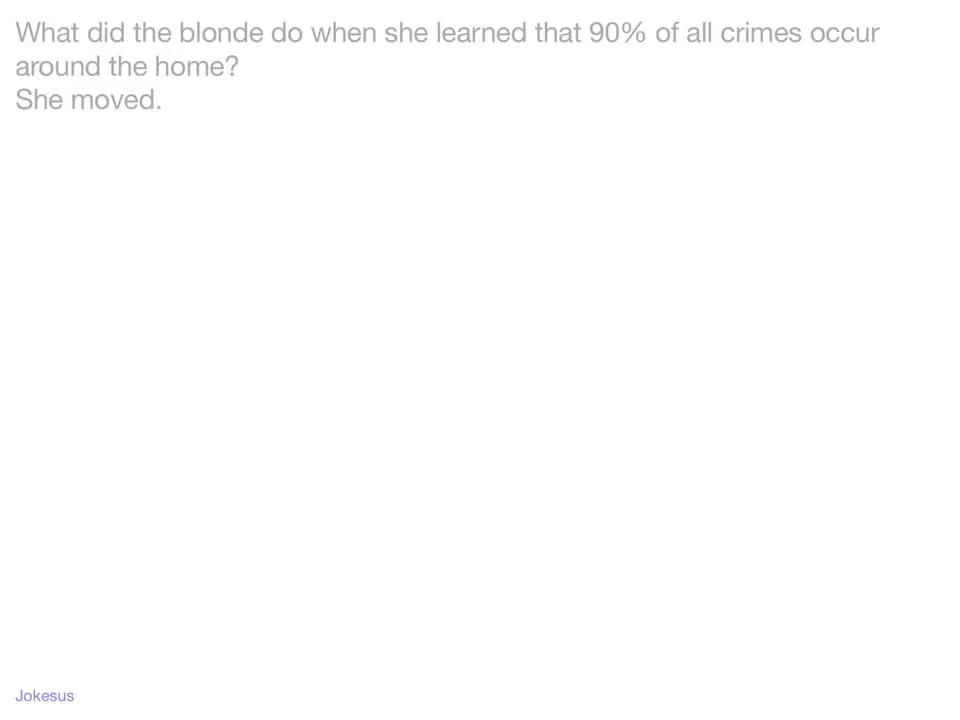 What did the blonde do when she learned that 90% of all crimes occur
around the home?
She moved.
Jokesus